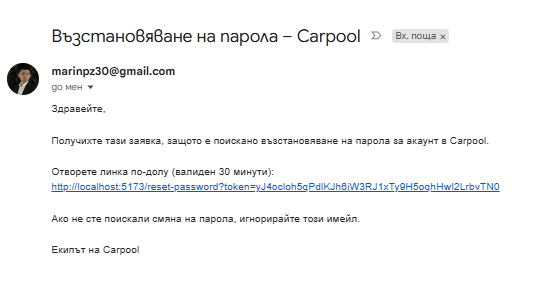 Възстановяване на парола – Carpool
Вх. поща ×
marinpz30@gmail.com
до мен
Здравейте,
Получихте тази заявка, защото е поискано възстановяване на парола за акаунт в Carpool.
Отворете линка по-долу (валиден 30 минути):
http://localhost:5173/reset-password?token=yJ4ocloh5qPdlKJh6jW3RJ1xTy9H5oghHwI2LrbvTN0
Ако не сте поискали смяна на парола, игнорирайте този имейл.
Екипът на Carpool